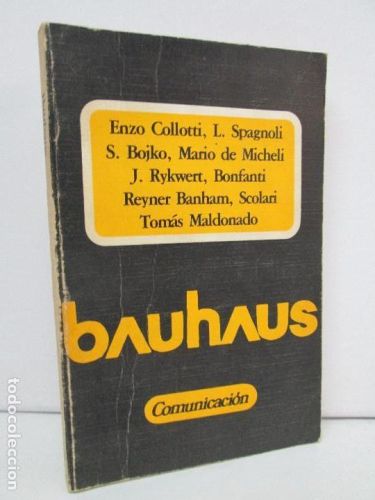 Enzo Collotti, L. Spagnoli
S. Bojko, Mario de Micheli
J. Rykwert, Bonfanti
Reyner Banham, Scolari
Tomás Maldonado
bauhaus
Comunicación
todocoleccion